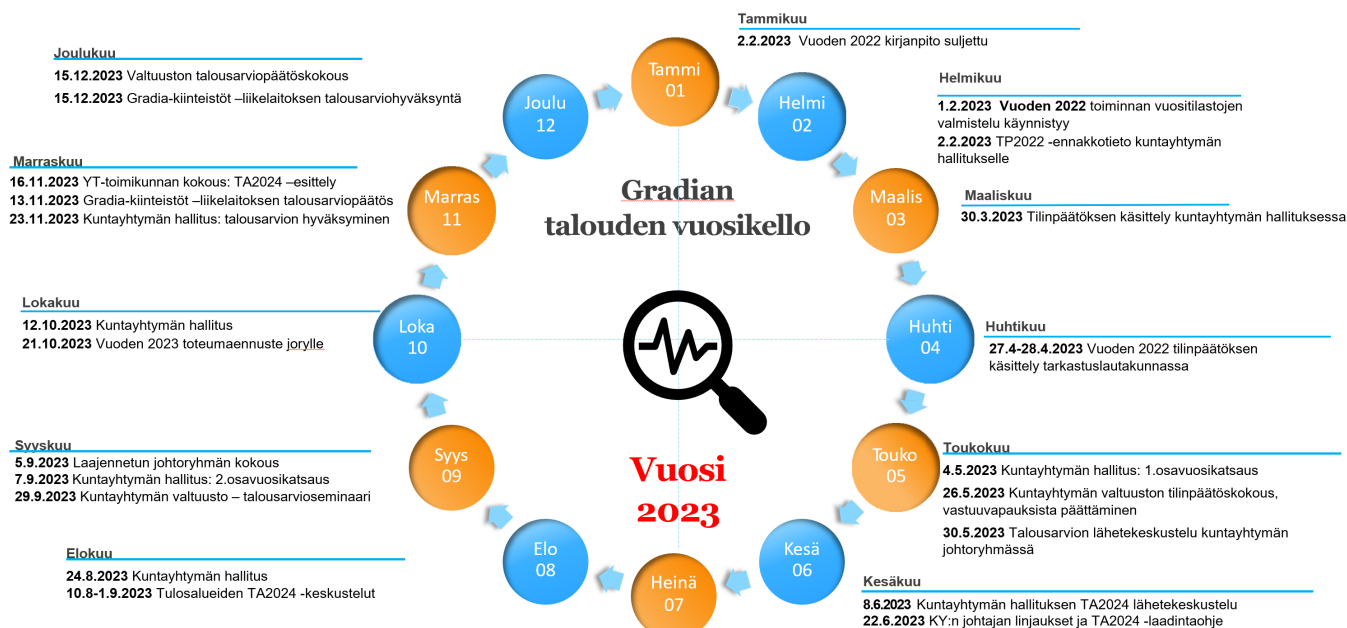 Tammikuu
2.2.2023 Vuoden 2022 kirjanpito suljettu
Helmikuu
1.2.2023 Vuoden 2022 toiminnan vuositilastojen
valmistelu käynnistyy
2.2.2023 TP2022 -ennakkotieto kuntayhtymän
hallitukselle
Maaliskuu
30.3.2023 Tilinpäätöksen käsittely kuntayhtymän hallituksessa
Huhtikuu
27.4-28.4.2023 Vuoden 2022 tilinpäätöksen
käsittely tarkastuslautakunnassa
Toukokuu
4.5.2023 Kuntayhtymän hallitus: 1.osavuosikatsaus
26.5.2023 Kuntayhtymän valtuuston tilinpäätöskokous,
vastuuvapauksista päättäminen
30.5.2023 Talousarvion lähetekeskustelu kuntayhtymän
johtoryhmässä
Kesäkuu
8.6.2023 Kuntayhtymän hallituksen TA2024 lähetekeskustelu
22.6.2023 KY:n johtajan linjaukset ja TA2024 -laadintaohje
Elokuu
24.8.2023 Kuntayhtymän hallitus
10.8-1.9.2023 Tulosalueiden TA2024 -keskustelut
Syyskuu
5.9.2023 Laajennetun johtoryhmän kokous
7.9.2023 Kuntayhtymän hallitus: 2.osavuosikatsaus
29.9.2023 Kuntayhtymän valtuusto – talousarvioseminaari
Lokakuu
12.10.2023 Kuntayhtymän hallitus
21.10.2023 Vuoden 2023 toteumaennuste jorylle
Marraskuu
16.11.2023 YT-toimikunnan kokous: TA2024 –esittely
13.11.2023 Gradia-kiinteistöt –liikelaitoksen talousarviopäätös
23.11.2023 Kuntayhtymän hallitus: talousarvion hyväksyminen
Joulukuu
15.12.2023 Valtuuston talousarviopäätöskokous
15.12.2023 Gradia-kiinteistöt –liikelaitoksen talousarviohyväksyntä
Tammi
01
Helmi
02
Maalis
03
Huhti
04
Touko
05
Kesä
06
Heinä
07
Elo
08
Syys
09
Loka
10
Marras
11
Joulu
12
Gradian
talouden vuosikello
Vuosi
2023